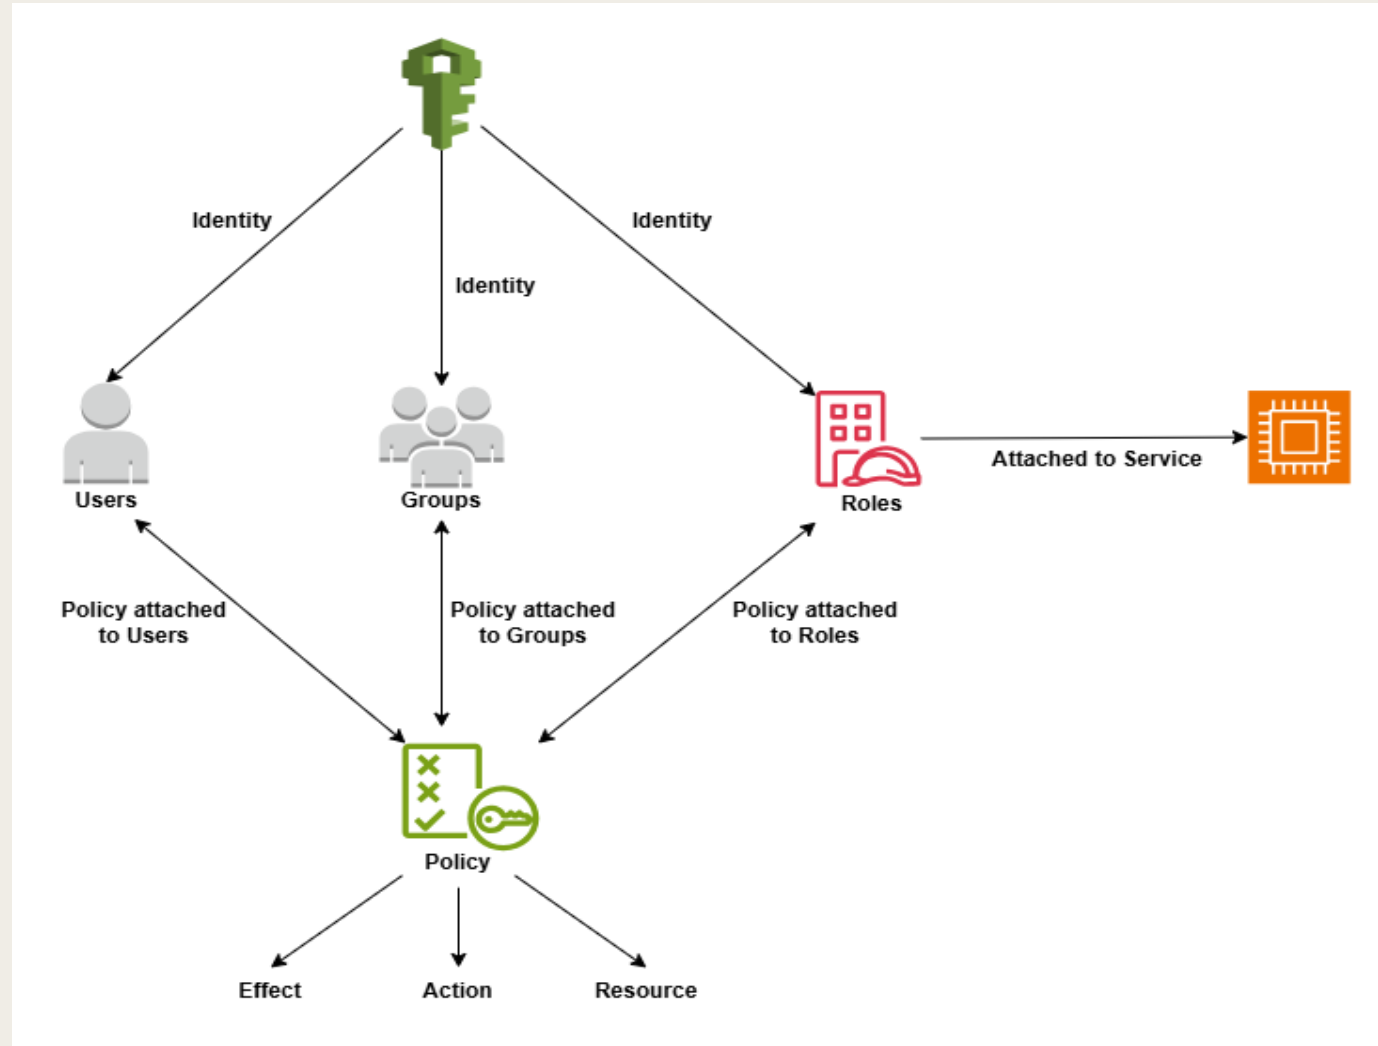 Identity
Identity
Identity
Users
Groups
Roles
Attached to Service
Policy attached
to Users
Policy attached
to Groups
Policy attached
to Roles
Policy
Effect
Action
Resource